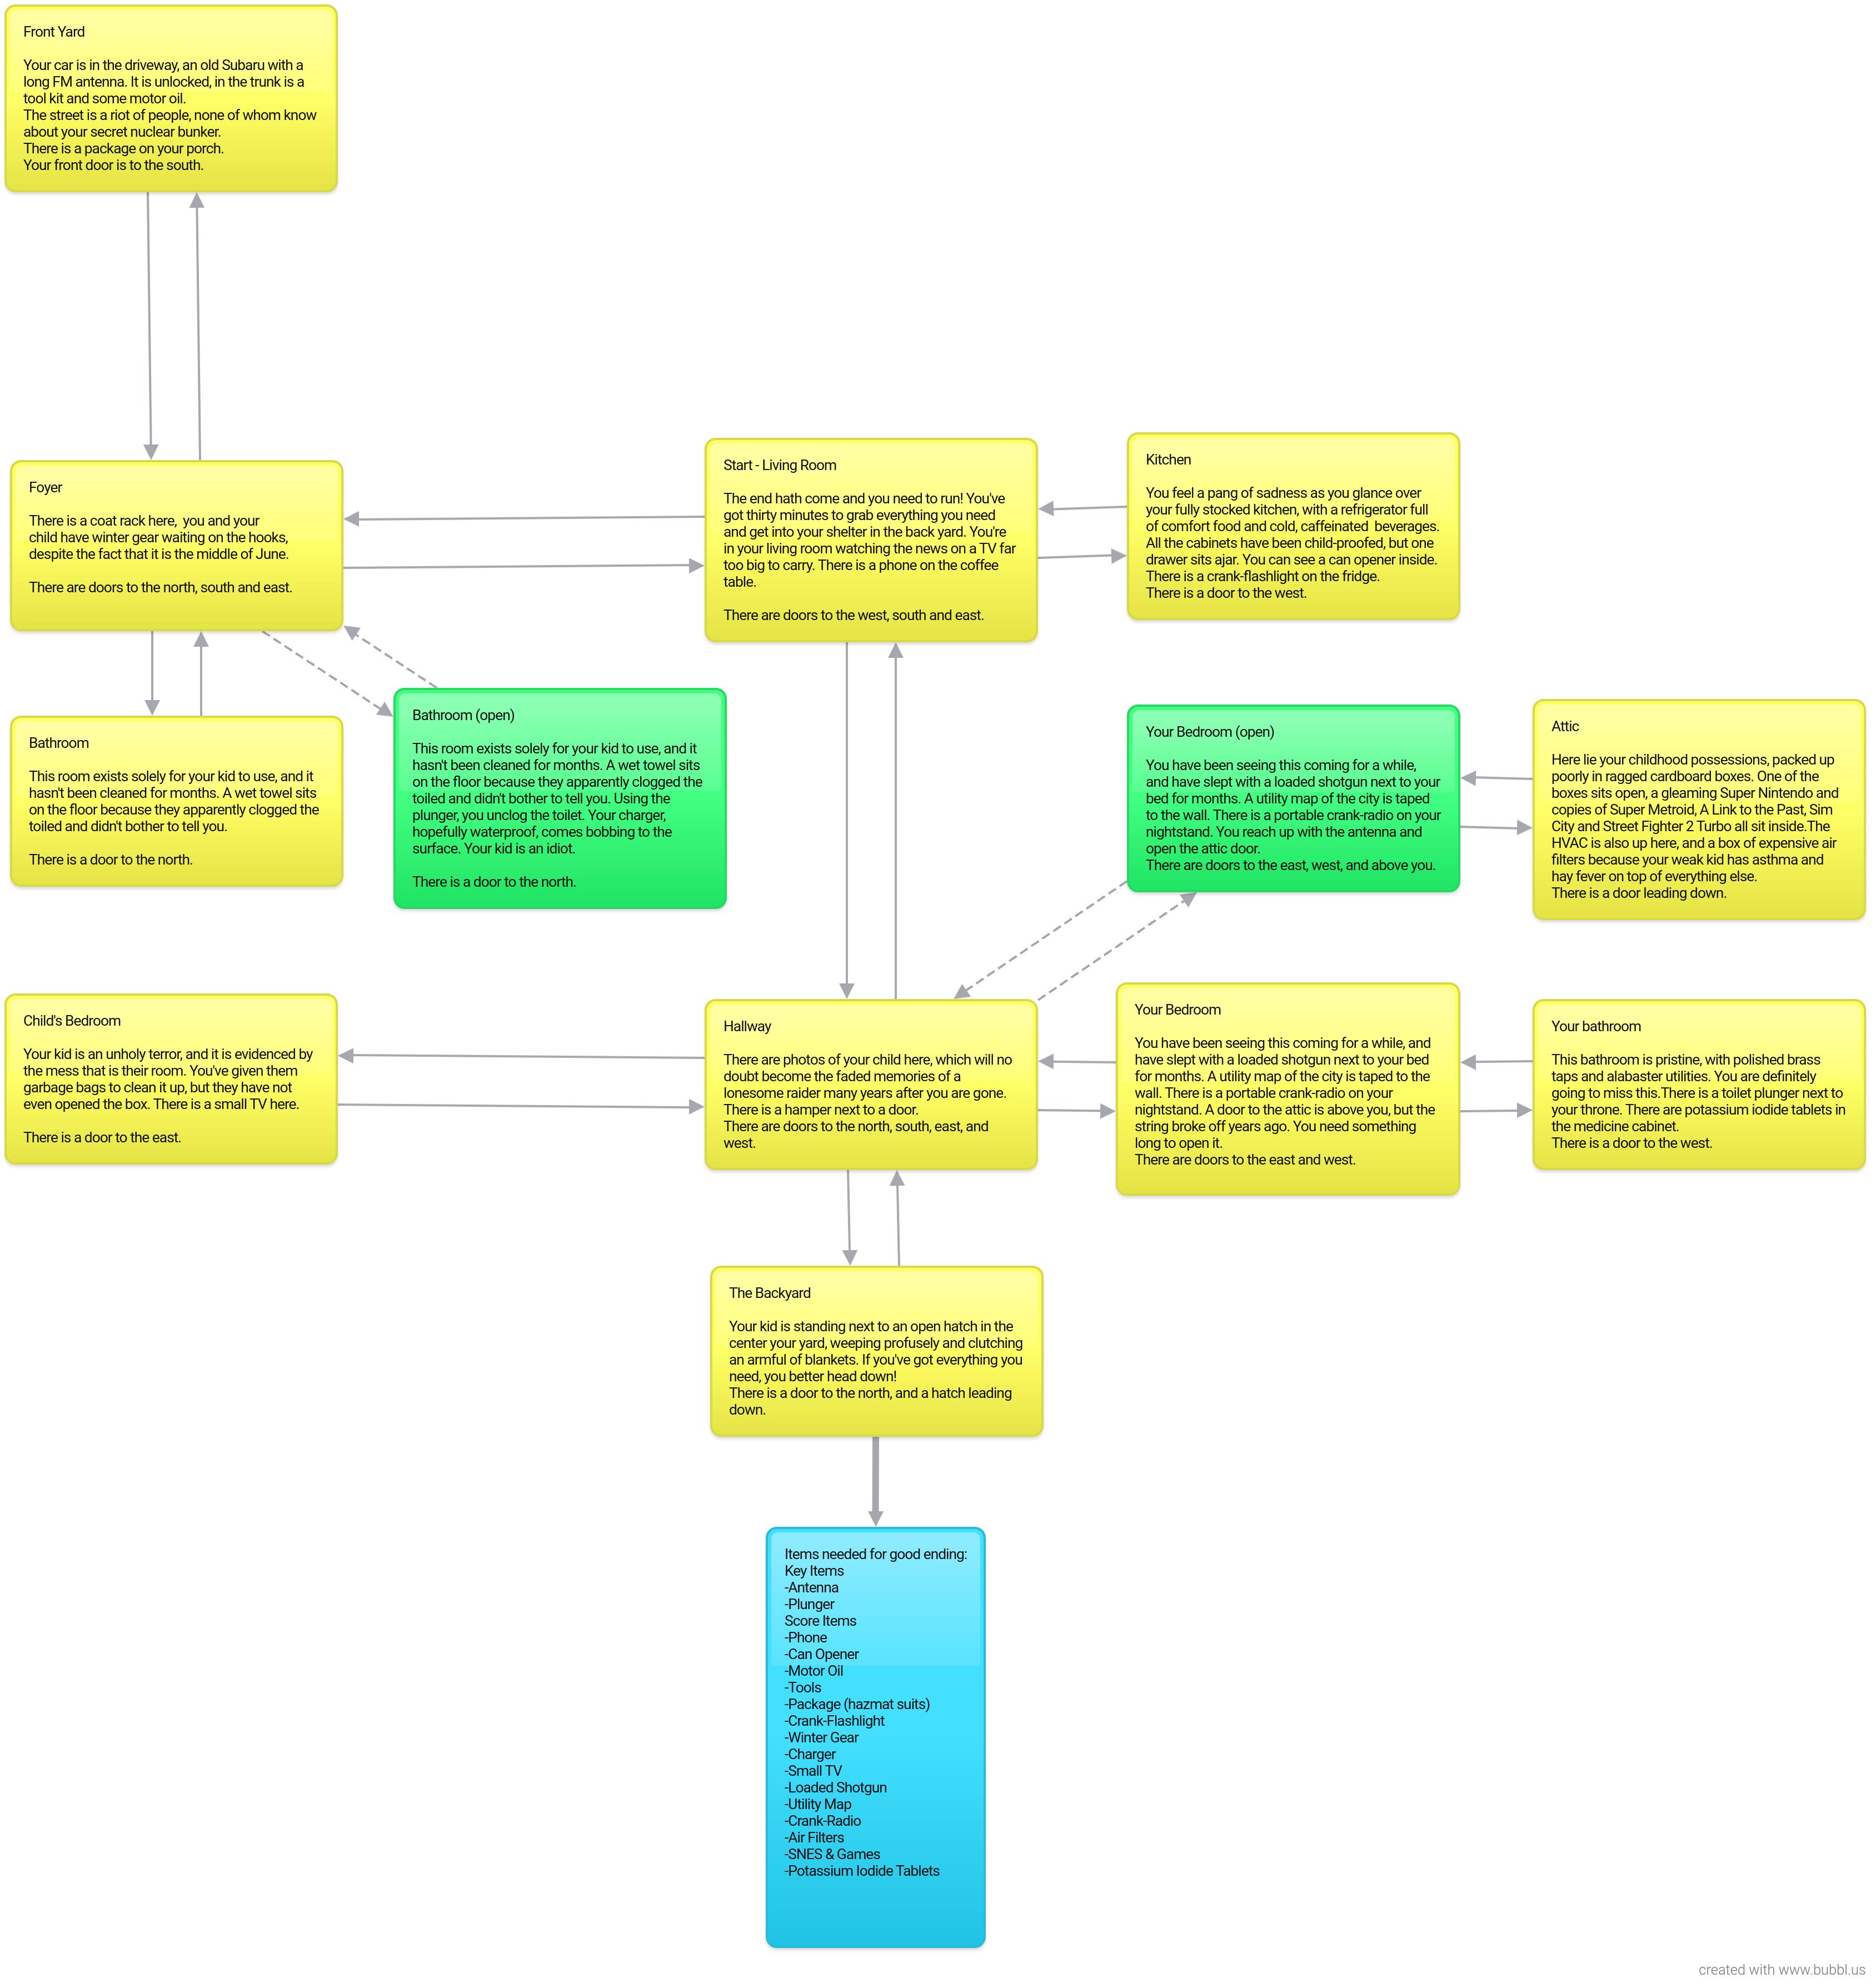 Front Yard
Your car is in the driveway, an old Subaru with a
long FM antenna. It is unlocked, in the trunk is a
tool kit and some motor oil.
The street is a riot of people, none of whom know
about your secret nuclear bunker.
There is a package on your porch.
Your front door is to the south.
Foyer
There is a coat rack here,  you and your
child have winter gear waiting on the hooks,
despite the fact that it is the middle of June.
There are doors to the north, south and east.
Start - Living Room
The end hath come and you need to run! You've
got thirty minutes to grab everything you need
and get into your shelter in the back yard. You're
in your living room watching the news on a TV far
too big to carry. There is a phone on the coffee
table.
There are doors to the west, south and east.
Kitchen
You feel a pang of sadness as you glance over
your fully stocked kitchen, with a refrigerator full
of comfort food and cold, caffeinated  beverages.
All the cabinets have been child-proofed, but one
drawer sits ajar. You can see a can opener inside.
There is a crank-flashlight on the fridge.
There is a door to the west.
Bathroom
This room exists solely for your kid to use, and it
hasn't been cleaned for months. A wet towel sits
on the floor because they apparently clogged the
toiled and didn't bother to tell you.
There is a door to the north.
Bathroom (open)
This room exists solely for your kid to use, and it
hasn't been cleaned for months. A wet towel sits
on the floor because they apparently clogged the
toiled and didn't bother to tell you. Using the
plunger, you unclog the toilet. Your charger,
hopefully waterproof, comes bobbing to the
surface. Your kid is an idiot.
There is a door to the north.
Your Bedroom (open)
You have been seeing this coming for a while,
and have slept with a loaded shotgun next to your
bed for months. A utility map of the city is taped
to the wall. There is a portable crank-radio on your
nightstand. You reach up with the antenna and
open the attic door.
There are doors to the east, west, and above you.
Attic
Here lie your childhood possessions, packed up
poorly in ragged cardboard boxes. One of the
boxes sits open, a gleaming Super Nintendo and
copies of Super Metroid, A Link to the Past, Sim
City and Street Fighter 2 Turbo all sit inside.The
HVAC is also up here, and a box of expensive air
filters because your weak kid has asthma and
hay fever on top of everything else.
There is a door leading down.
Child's Bedroom
Your kid is an unholy terror, and it is evidenced by
the mess that is their room. You've given them
garbage bags to clean it up, but they have not
even opened the box. There is a small TV here.
There is a door to the east.
Hallway
There are photos of your child here, which will no
doubt become the faded memories of a
lonesome raider many years after you are gone.
There is a hamper next to a door.
There are doors to the north, south, east, and
west.
Your Bedroom
You have been seeing this coming for a while, and
have slept with a loaded shotgun next to your bed
for months. A utility map of the city is taped to the
wall. There is a portable crank-radio on your
nightstand. A door to the attic is above you, but the
string broke off years ago. You need something
long to open it.
There are doors to the east and west.
Your bathroom
This bathroom is pristine, with polished brass
taps and alabaster utilities. You are definitely
going to miss this.There is a toilet plunger next to
your throne. There are potassium iodide tablets in
the medicine cabinet.
There is a door to the west.
The Backyard
Your kid is standing next to an open hatch in the
center your yard, weeping profusely and clutching
an armful of blankets. If you've got everything you
need, you better head down!
There is a door to the north, and a hatch leading
down.
Items needed for good ending:
Key Items
-Antenna
-Plunger
Score Items
-Phone
-Can Opener
-Motor Oil
-Tools
-Package (hazmat suits)
-Crank-Flashlight
-Winter Gear
-Charger
-Small TV
-Loaded Shotgun
-Utility Map
-Crank-Radio
-Air Filters
-SNES & Games
-Potassium Iodide Tablets
created with www.bubbl.us